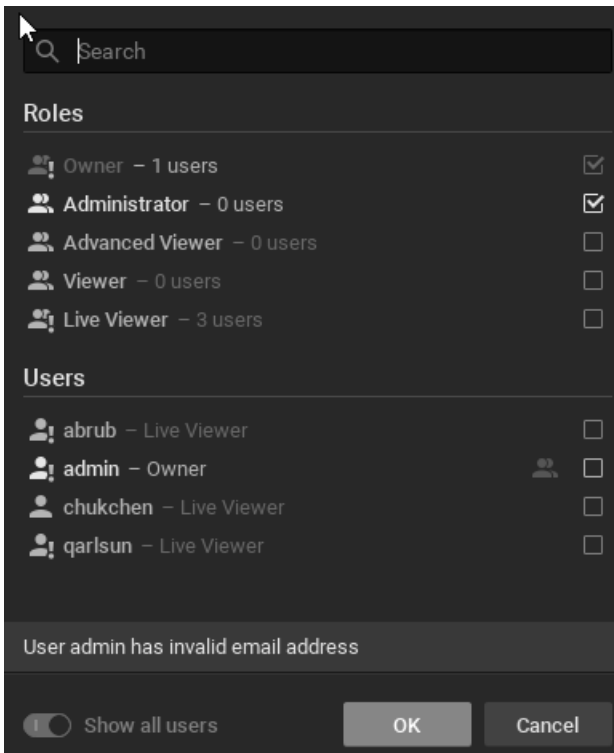 Search
Roles
Owner – 1 users
Administrator – 0 users
Advanced Viewer – 0 users
Viewer – 0 users
Live Viewer – 3 users
Users
abrub – Live Viewer
admin – Owner
chukchen – Live Viewer
qarlsun – Live Viewer
User admin has invalid email address
Show all users
OK
Cancel